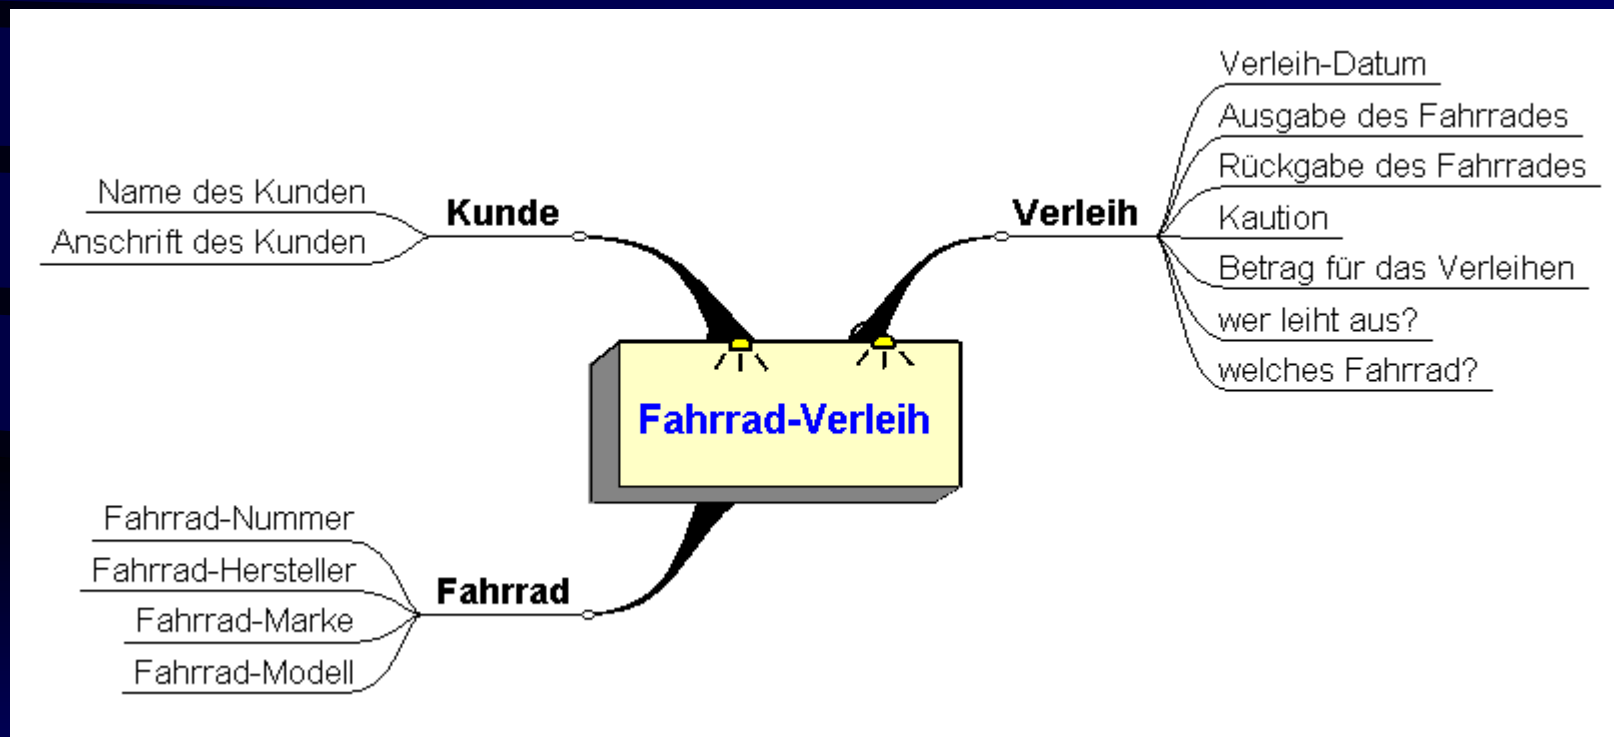 Verleih-Datum
Ausgabe des Fahrrades
Rückgabe des Fahrrades
Kaution
Betrag für das Verleihen
wer leiht aus?
welches Fahrrad?
Verleih
Name des Kunden
Anschrift des Kunden
Kunde
Fahrrad-Verleih
Fahrrad-Nummer
Fahrrad-Hersteller
Fahrrad-Marke
Fahrrad-Modell
Fahrrad